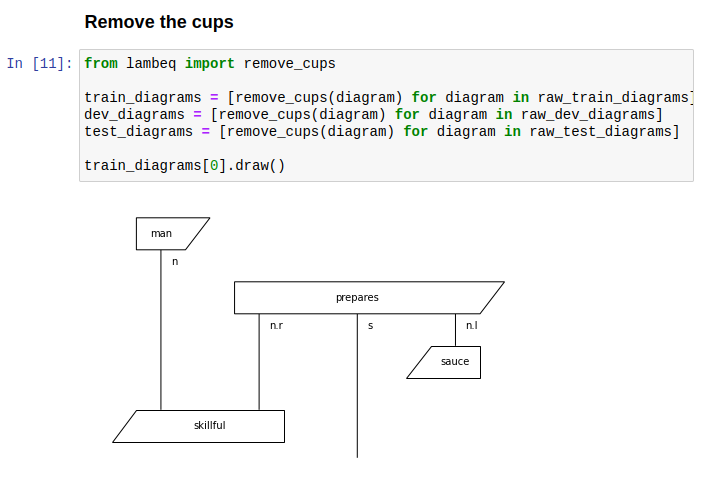 Remove the cups
In [11]: from lambeq import remove_cups
train_diagrams = [remove_cups(diagram) for diagram in raw_train_diagrams]
dev_diagrams = [remove_cups(diagram) for diagram in raw_dev_diagrams]
test_diagrams = [remove_cups(diagram) for diagram in raw_test_diagrams]
train_diagrams[0].draw()
man
n
prepares
n.r s n.l
sauce
skillful